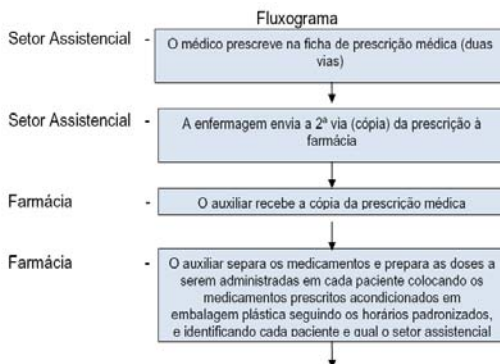 Fluxograma
Setor Assistencial - O médico prescreve na ficha de prescrição médica (duas
vias)
Setor Assistencial - A enfermagem envia a 2ª via (cópia) da prescrição à
farmácia
Farmácia - O auxiliar recebe a cópia da prescrição médica
Farmácia - O auxiliar separa os medicamentos e prepara as doses a
serem administradas em cada paciente colocando os
medicamentos prescritos acondicionados em
embalagem plástica seguindo os horários padronizados,
e identificando cada paciente e qual o setor assistencial